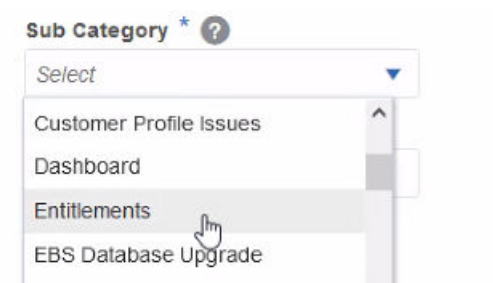 Sub Category * ?
Select
Customer Profile Issues
Dashboard
Entitlements
EBS Database Upgrade